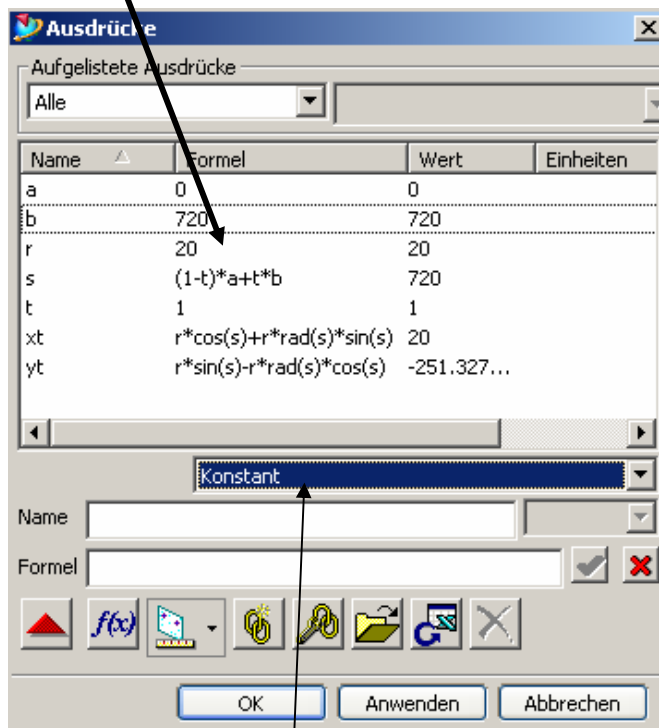 Ausdrücke
Aufgelistete Ausdrücke
Alle
Name Formel Wert Einheiten
a 0 0
b 720 720
r 20 20
s (1-t)*a+t*b 720
t 1 1
xt r*cos(s)+r*rad(s)*sin(s) 20
yt r*sin(s)-r*rad(s)*cos(s) -251.327...
Konstant
Name
Formel
f(x)
OK Anwenden Abbrechen